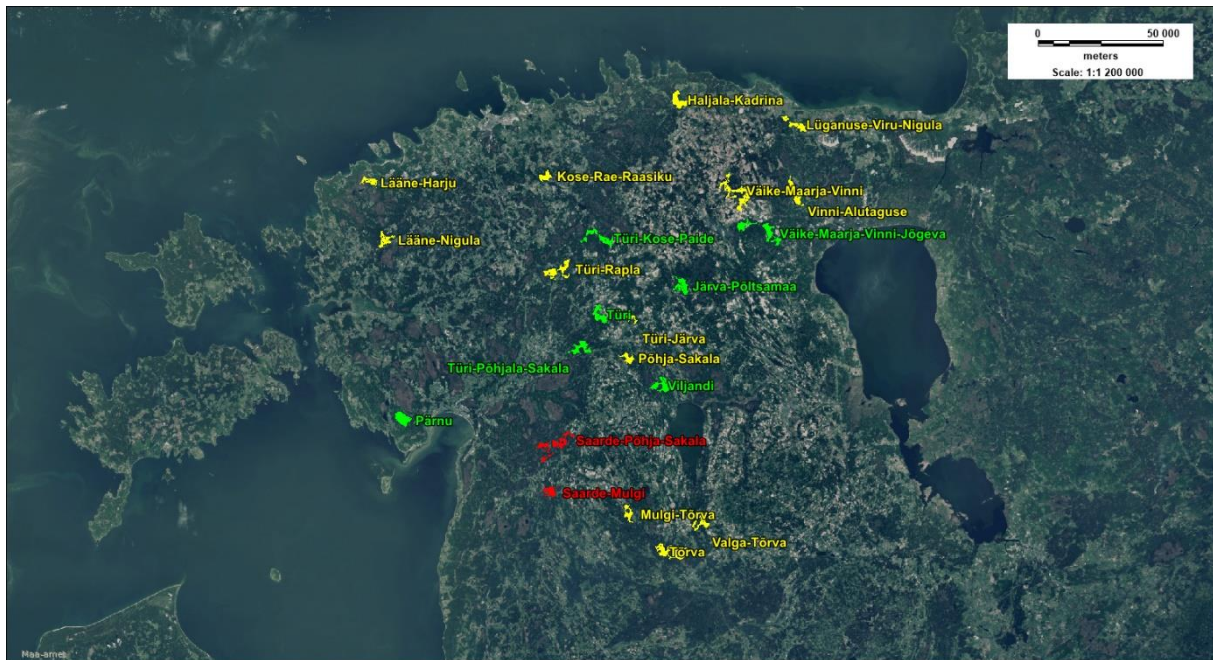 0 50 000
meters
Scale: 1:1 200 000
Haljala-Kadrina
Lüganuse-Viru-Nigula
Lääne-Harju
Kose-Rae-Raasiku
Väike-Maarja-Vinni
Vinni-Alutaguse
Lääne-Nigula
Türi-Kose-Paide
Väike-Maarja-Vinni-Jõgeva
Türi-Rapla
Järva-Põltsamaa
Türi
Türi-Järva
Põhja-Sakala
Türi-Põhjala-Sakala
Viljandi
Pärnu
Saarde-Põhja-Sakala
Saarde-Mulgi
Mulgi-Tõrva
Valga-Tõrva
Tõrva
Maa-amet